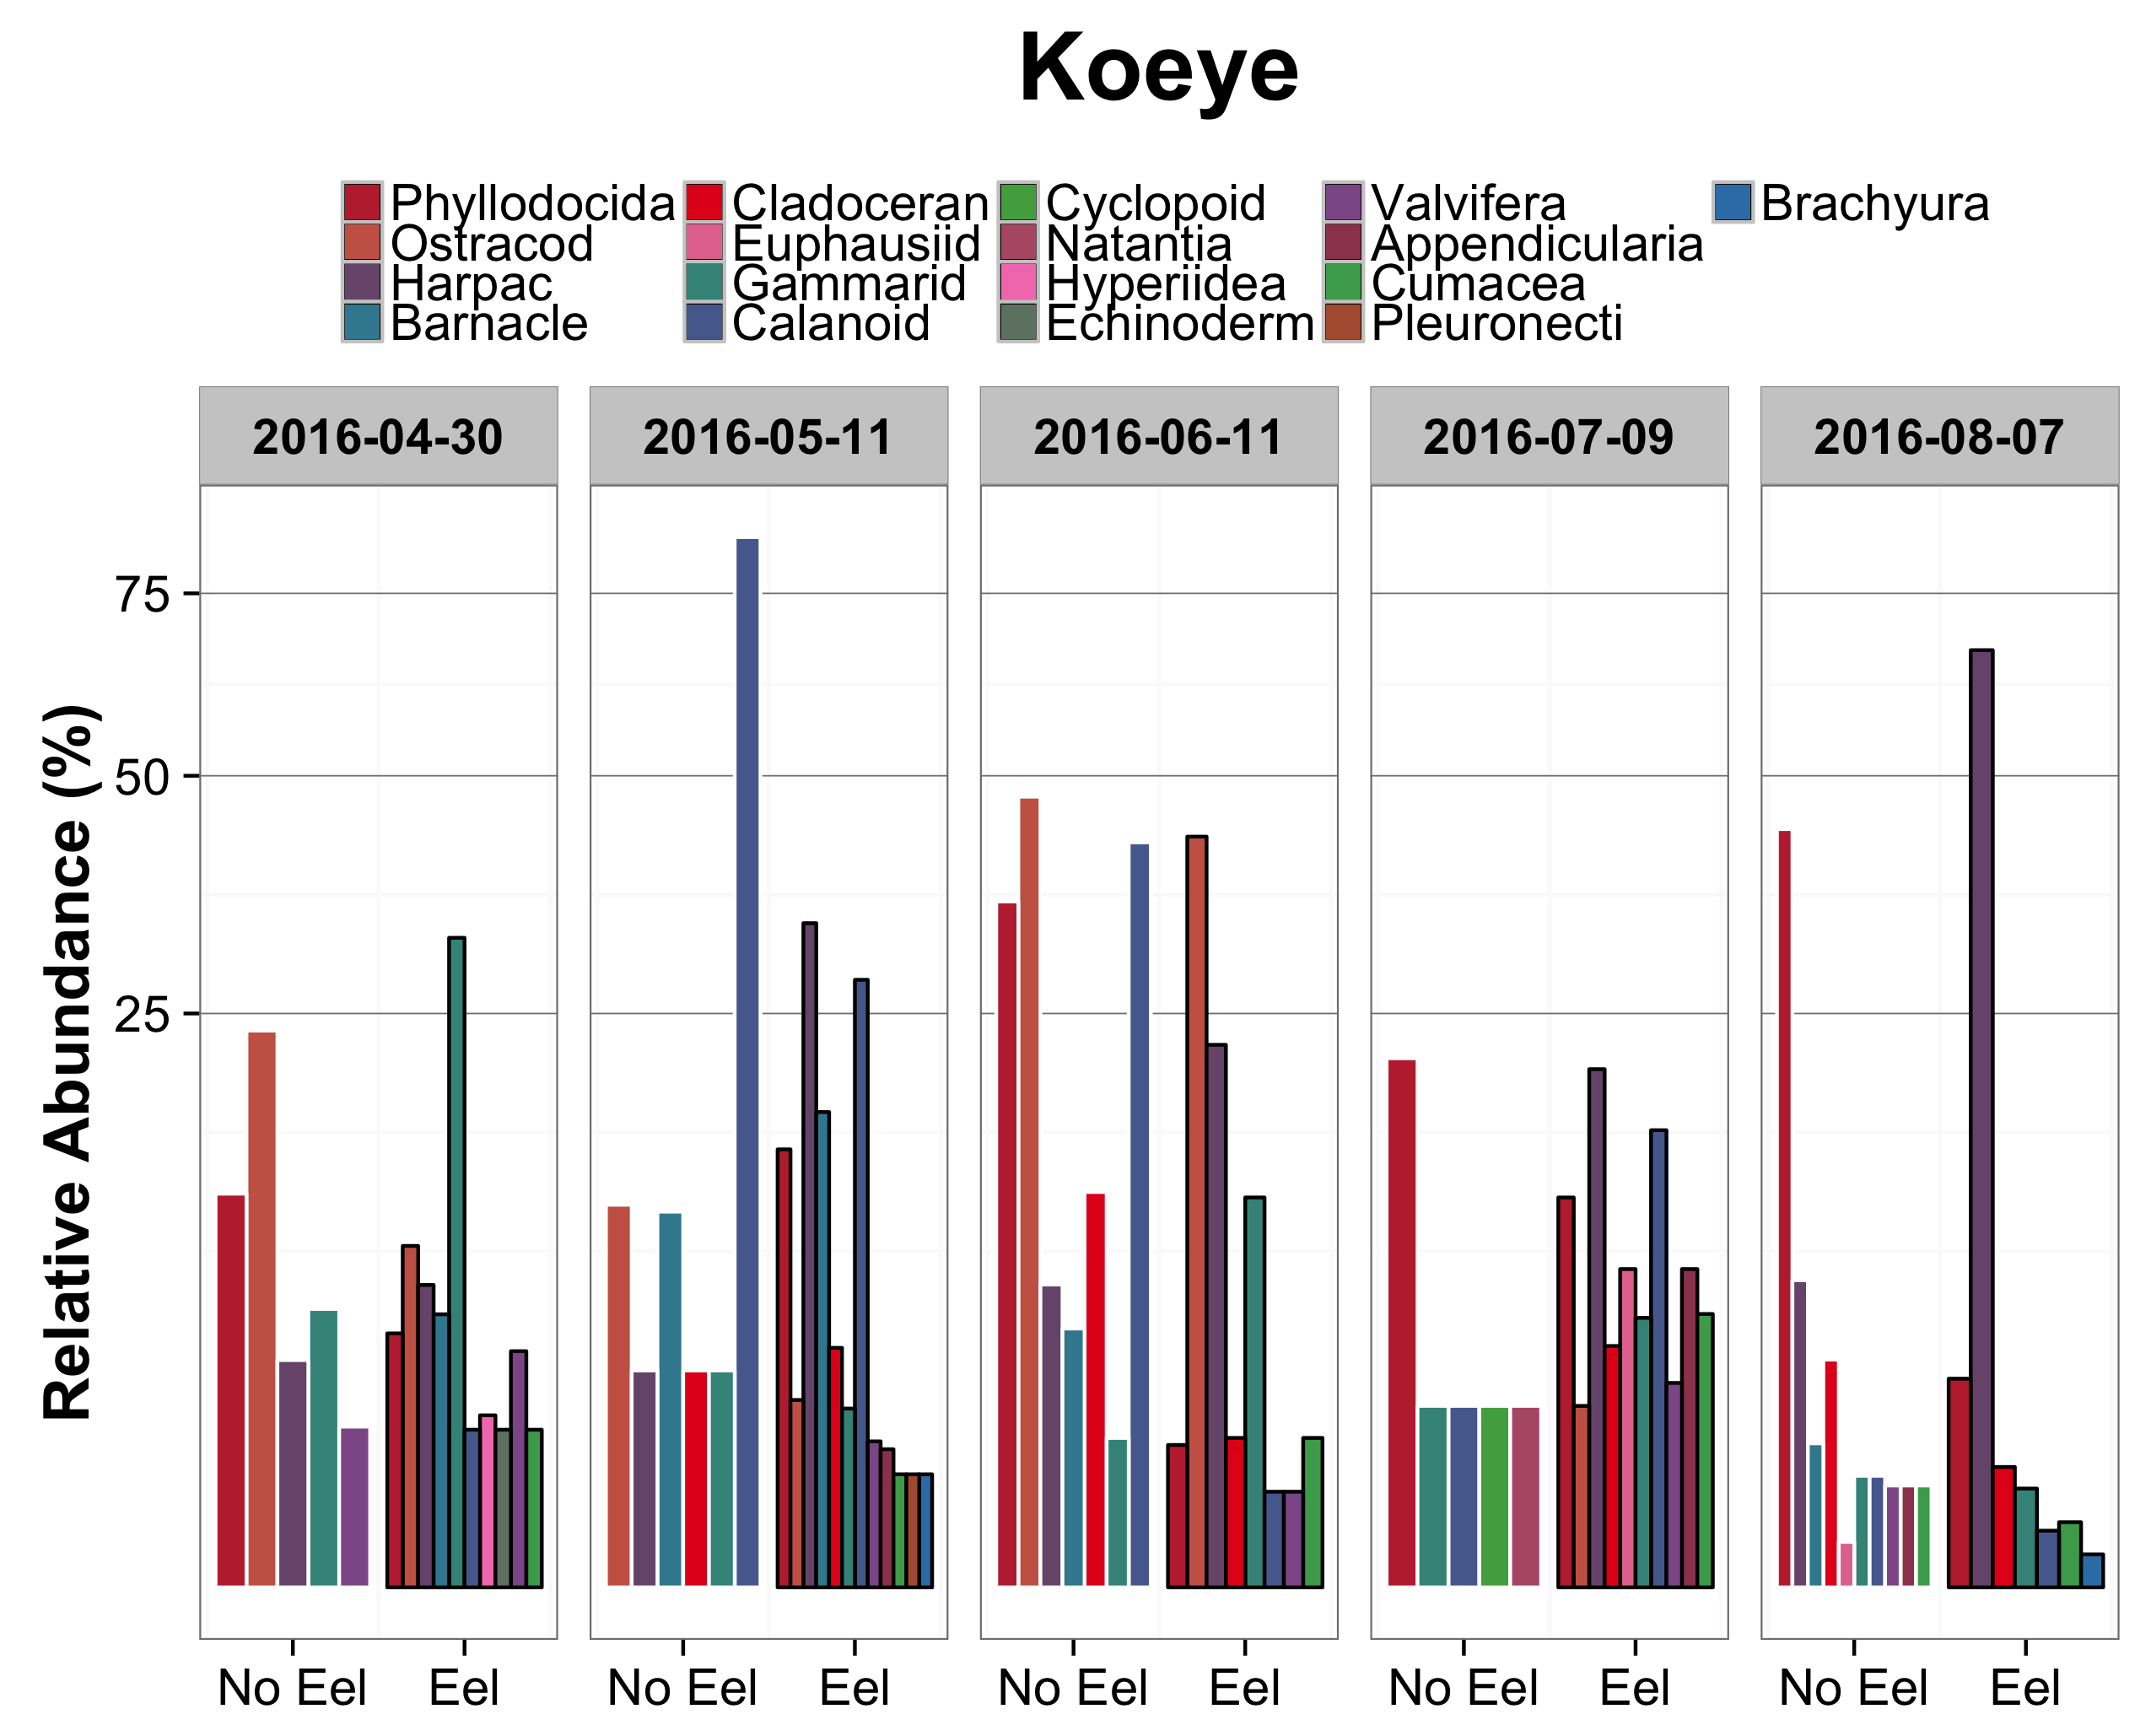 Koeye
Phyllodocida Cladoceran Cyclopoid Valvifera Brachyura
Ostracod Euphausiid Natantia Appendicularia
Harpac Gammarid Hyperiidea Cumacea
Barnacle Calanoid Echinoderm Pleuronecti
2016-04-30 2016-05-11 2016-06-11 2016-07-09 2016-08-07
75
50
25
Relative Abundance (%)
No Eel Eel No Eel Eel No Eel Eel No Eel Eel No Eel Eel